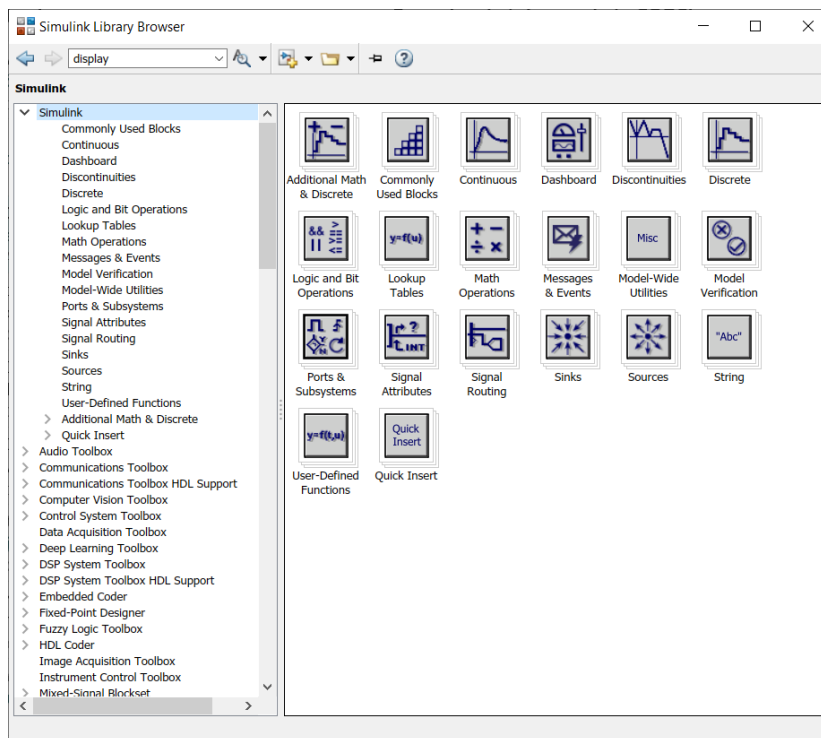 Simulink Library Browser
display
Simulink
Simulink
Commonly Used Blocks
Continuous
Dashboard
Discontinuities
Discrete
Logic and Bit Operations
Lookup Tables
Math Operations
Messages & Events
Model Verification
Model-Wide Utilities
Ports & Subsystems
Signal Attributes
Signal Routing
Sinks
Sources
String
User-Defined Functions
Additional Math & Discrete
Quick Insert
Audio Toolbox
Communications Toolbox
Communications Toolbox HDL Support
Computer Vision Toolbox
Control System Toolbox
Data Acquisition Toolbox
Deep Learning Toolbox
DSP System Toolbox
DSP System Toolbox HDL Support
Embedded Coder
Fixed-Point Designer
Fuzzy Logic Toolbox
HDL Coder
Image Acquisition Toolbox
Instrument Control Toolbox
Mixed-Signal Blockset
Additional Math
& Discrete
Commonly
Used Blocks
Continuous
Dashboard
Discontinuities
Discrete
&& >
|| >=
<=
Logic and Bit
Operations
y=f(u)
Lookup
Tables
+ −
÷ ×
Math
Operations
Messages
& Events
Misc
Model-Wide
Utilities
Model
Verification
Y
N
Ports &
Subsystems
?
INT
Signal
Attributes
Signal
Routing
Sinks
Sources
"Abc"
String
y=f(t,u)
User-Defined
Functions
Quick
Insert
Quick Insert